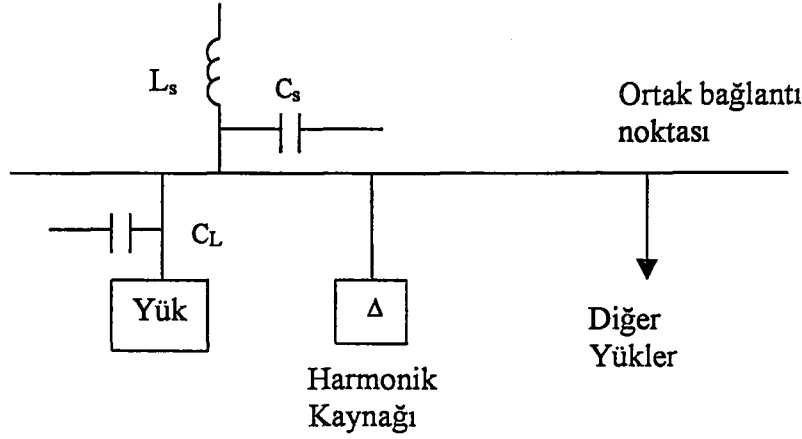 L_s
C_s
Ortak bağlantı
noktası
C_L
Yük
Δ
Diğer
Yükler
Harmonik
Kaynağı